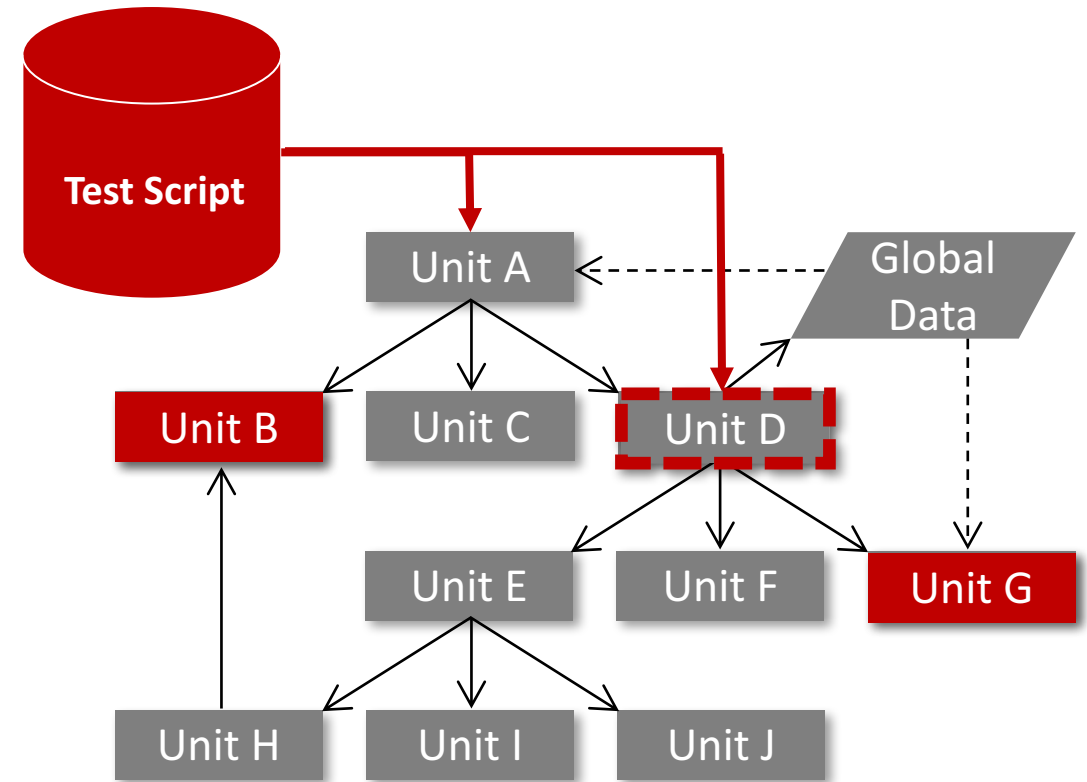 Test Script
Unit A
Global
Data
Unit B
Unit C
Unit D
Unit E
Unit F
Unit G
Unit H
Unit I
Unit J